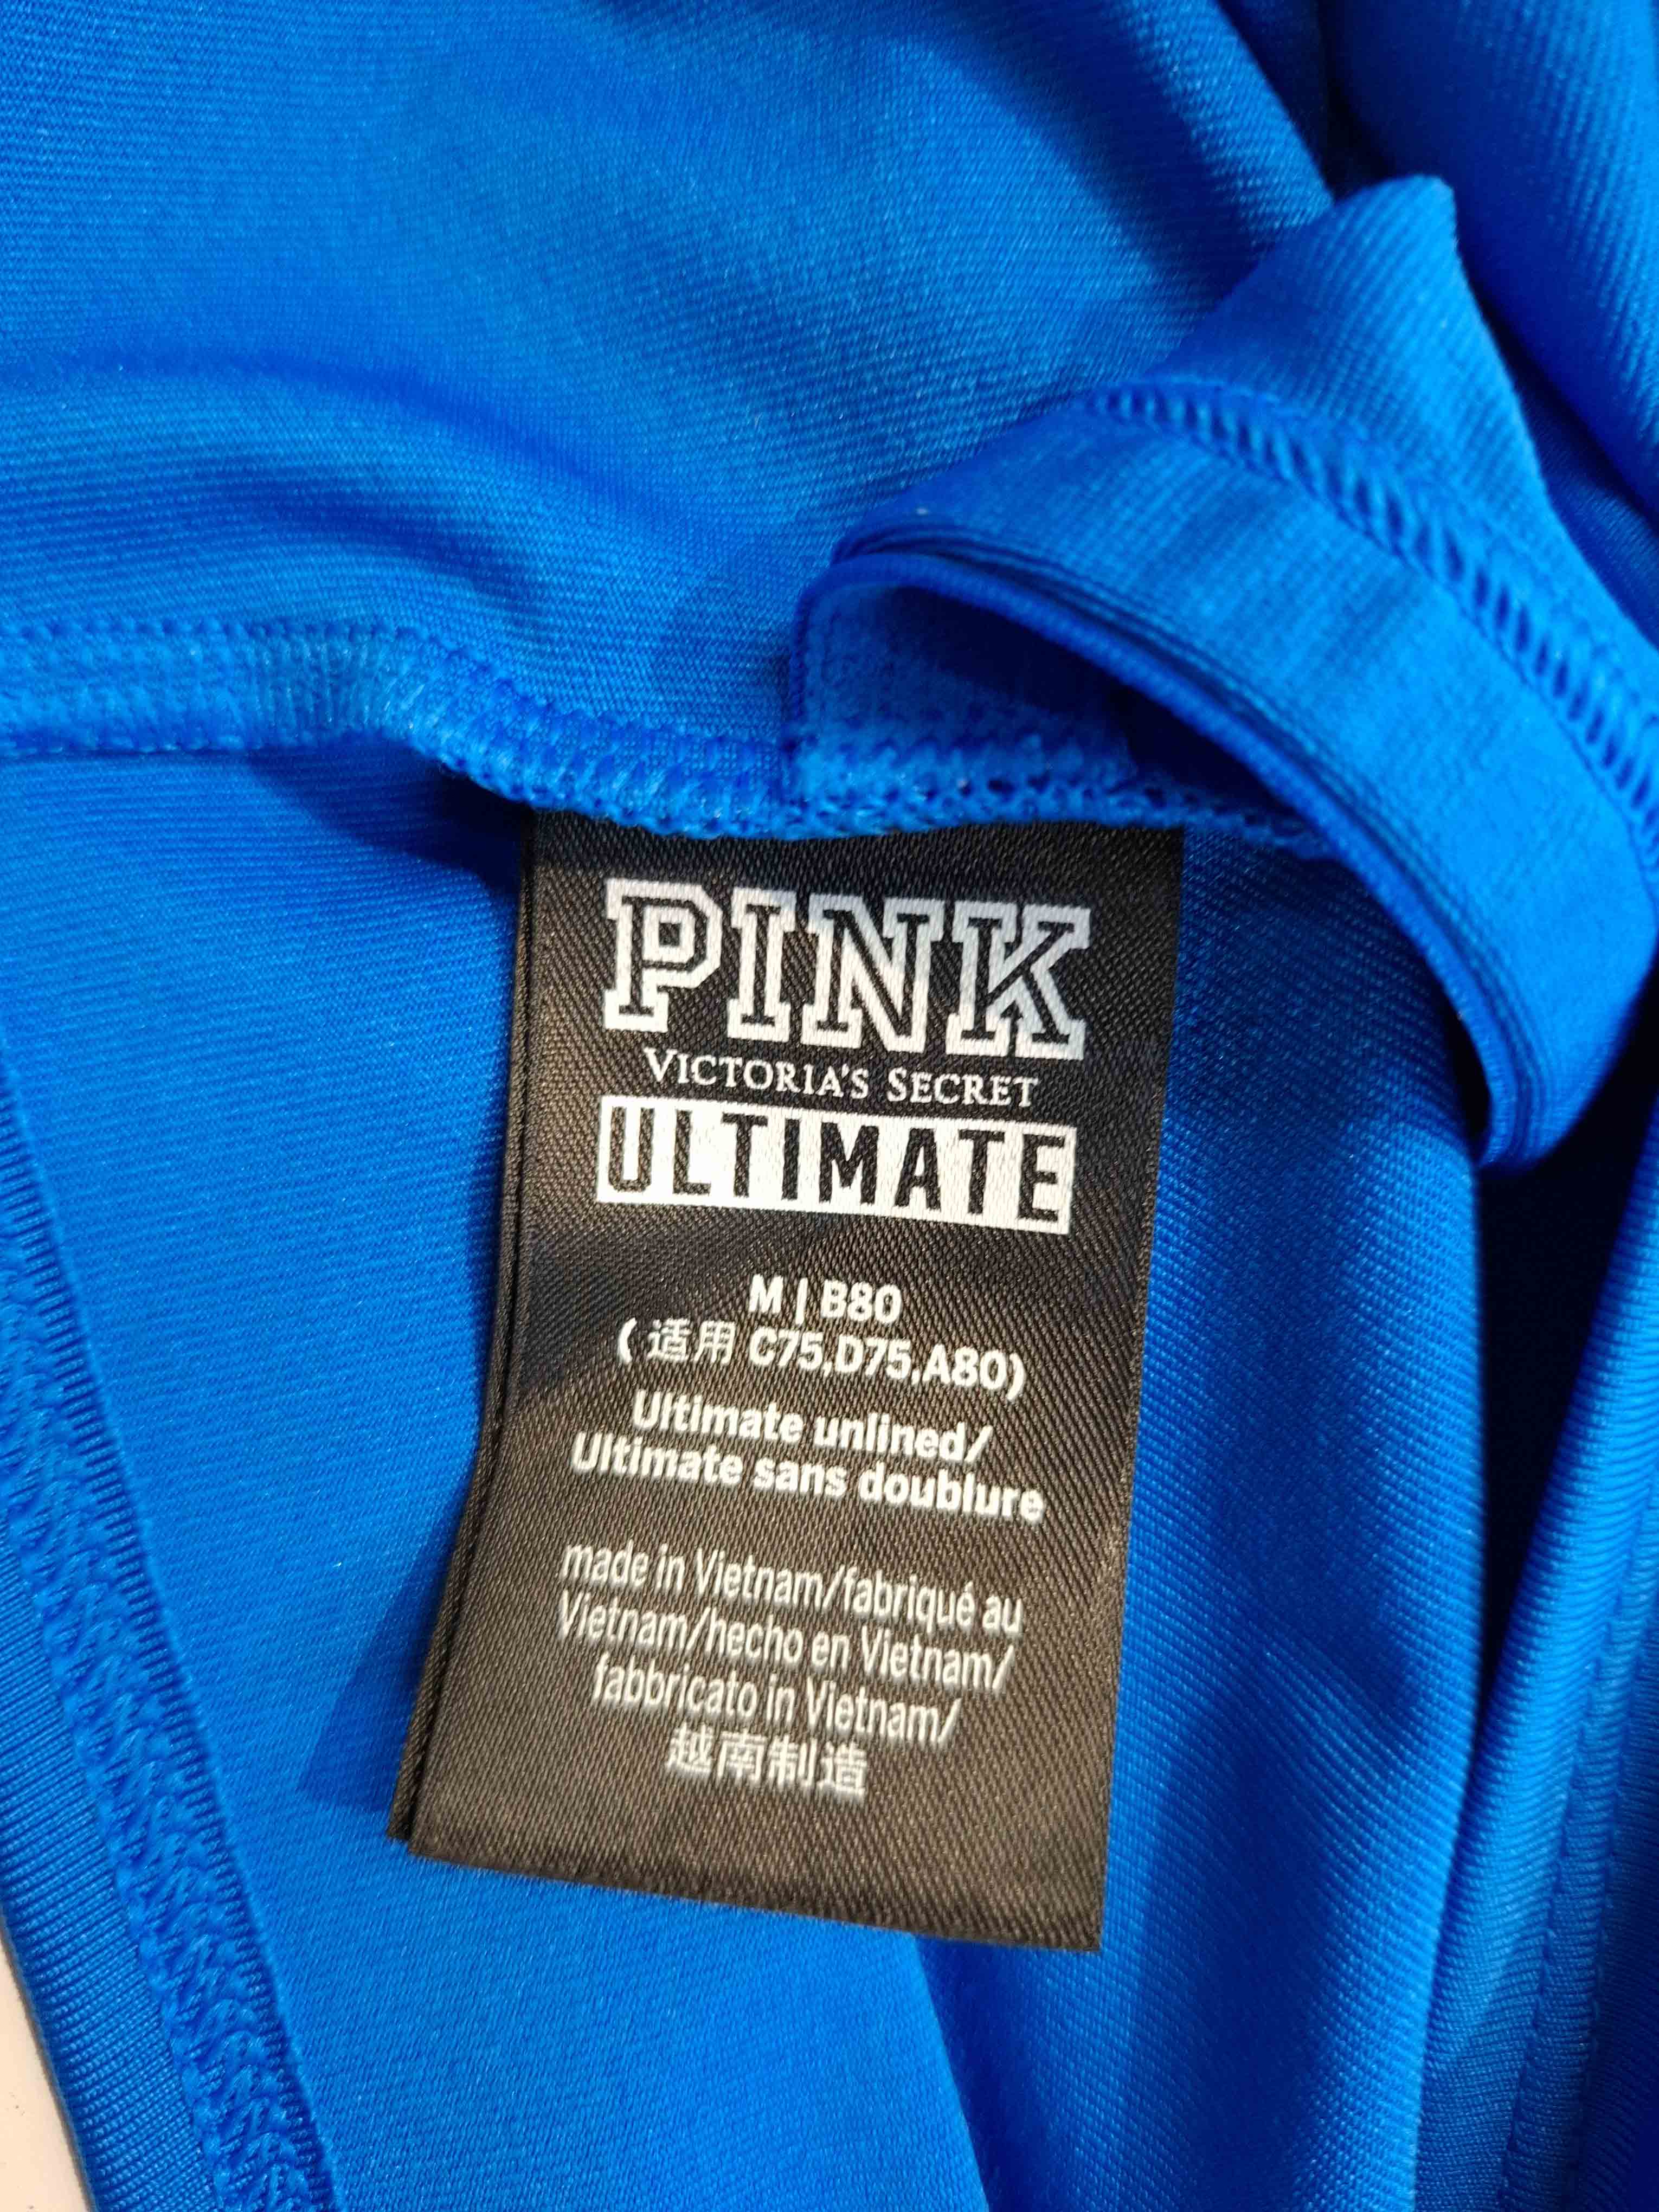 PINK
VICTORIA'S SECRET
ULTIMATE
M | B80
( 适用 C75,D75,A80)
Ultimate unlined/
Ultimate sans doublure
made in Vietnam/fabriqué au
Vietnam/hecho en Vietnam/
fabbricato in Vietnam/
越南制造